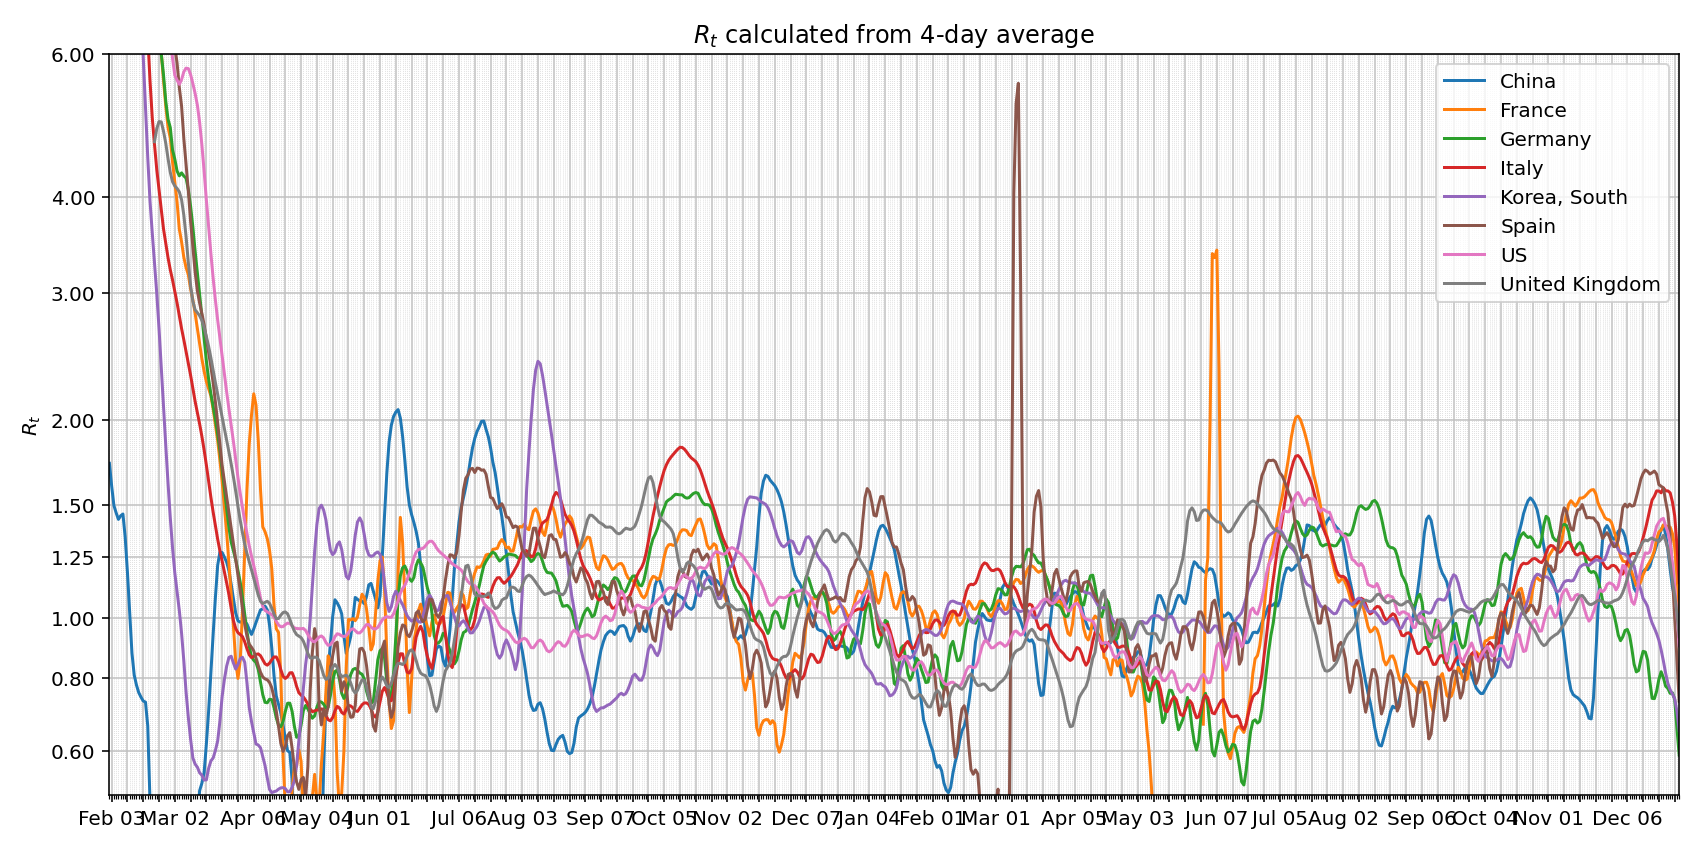 Rt calculated from 4-day average
6.00
4.00
3.00
2.00
1.50
1.25
1.00
0.80
0.60
Rt
China
France
Germany
Italy
Korea, South
Spain
US
United Kingdom
Feb 03 Mar 02 Apr 06 May 04 Jun 01 Jul 06 Aug 03 Sep 07 Oct 05 Nov 02 Dec 07 Jan 04 Feb 01 Mar 01 Apr 05 May 03 Jun 07 Jul 05 Aug 02 Sep 06 Oct 04 Nov 01 Dec 06